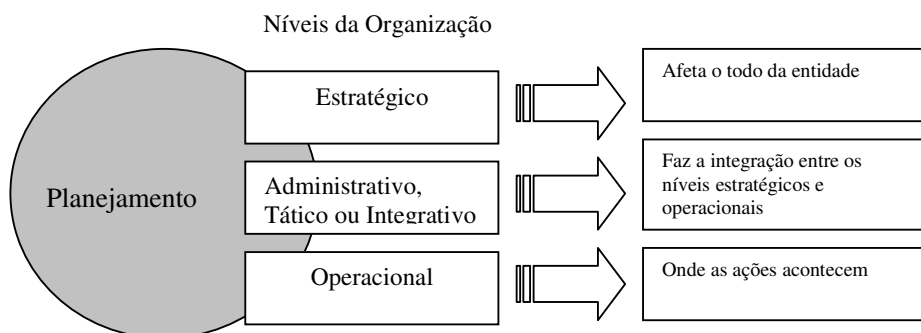 Níveis da Organização
Planejamento
Estratégico
Afeta o todo da entidade
Administrativo,
Tático ou Integrativo
Faz a integração entre os
níveis estratégicos e
operacionais
Operacional
Onde as ações acontecem